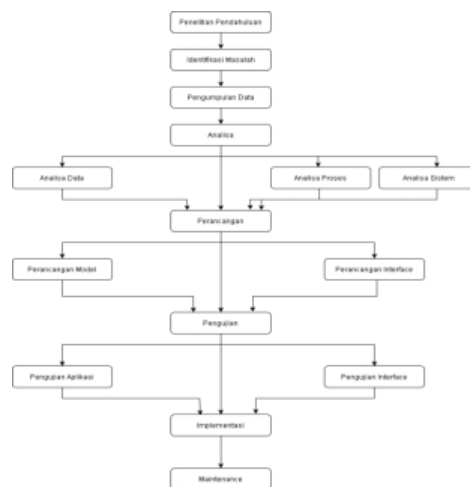 Penelitian Pendahuluan
Identifikasi Masalah
Pengumpulan Data
Analisa
Analisa Data
Analisa Proses
Analisa Sistem
Perancangan
Perancangan Model
Perancangan Interface
Pengujian
Pengujian Aplikasi
Pengujian Interface
Implementasi
Maintenance